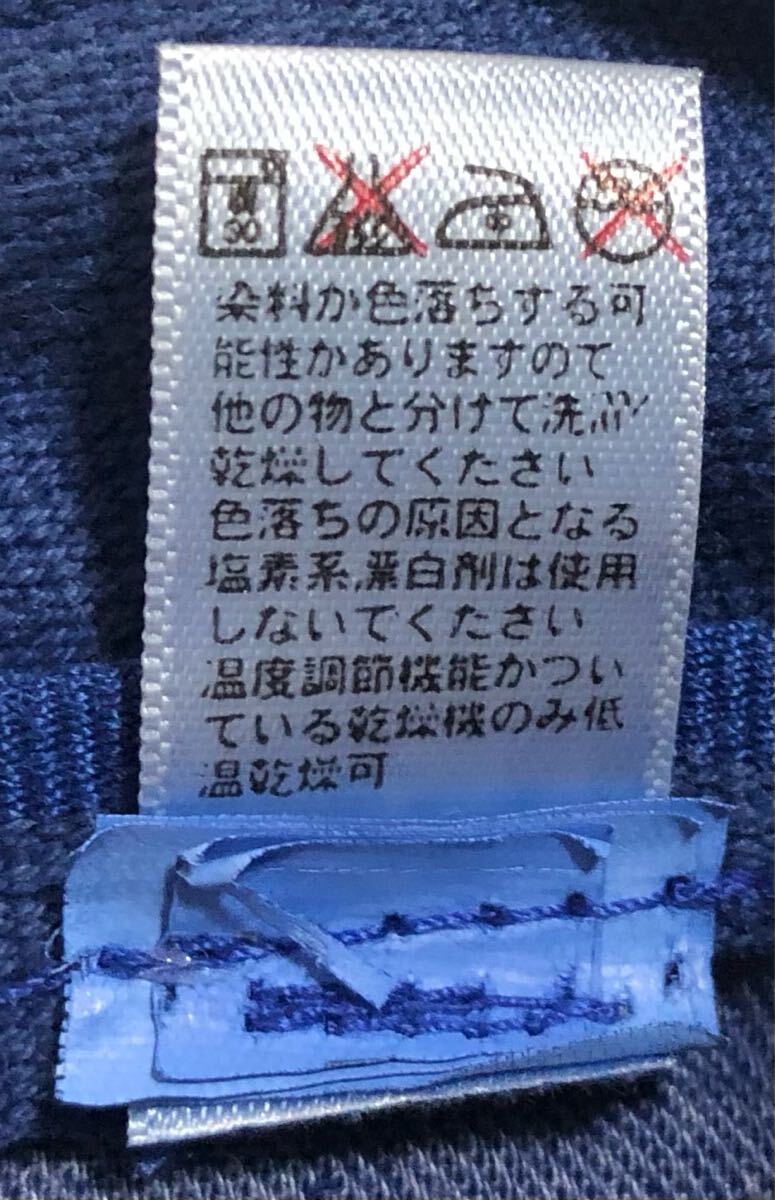 30
染料か色落ちする可
能性かありますので
他の物と分けて洗ぷ
乾燥してください
色落ちの原因となる
塩素系漂白剤は使用
しないでください
温度調節機能かつい
ている乾燥機のみ低
温乾燥可